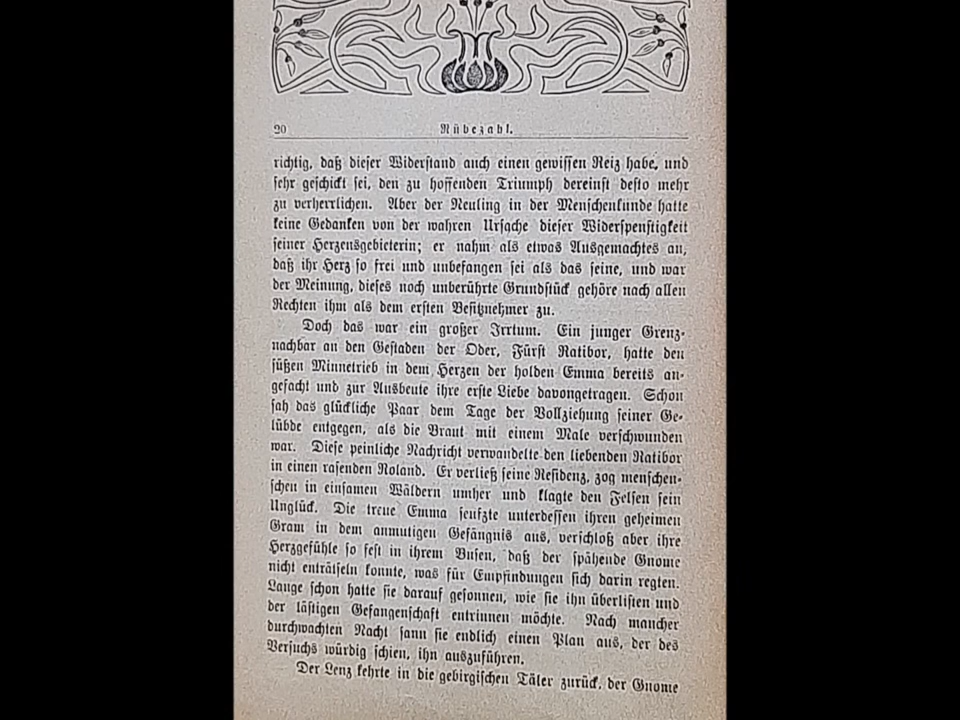 20
Rübezahl.
richtig, daß dieser Widerstand auch einen gewissen Reiz habe, und
sehr geschickt sei, den zu hoffenden Triumph dereinst desto mehr
zu verherrlichen. Aber der Neuling in der Menschenkunde hatte
keine Gedanken von der wahren Ursache dieser Widerspenstigkeit
seiner Herzensgebieterin; er nahm als etwas Ausgemachtes an,
daß ihr Herz so frei und unbefangen sei als das seine, und war
der Meinung, dieses noch unberührte Grundstück gehöre nach allen
Rechten ihm als dem ersten Besitznehmer zu.
Doch das war ein großer Irrtum. Ein junger Grenz-
nachbar an den Gestaden der Oder, Fürst Ratibor, hatte den
süßen Minnetrieb in dem Herzen der holden Emma bereits an-
gefacht und zur Ausbeute ihre erste Liebe davongetragen. Schon
sah das glückliche Paar dem Tage der Vollziehung seiner Ge-
lübde entgegen, als die Braut mit einem Male verschwunden
war. Diese peinliche Nachricht verwandelte den liebenden Ratibor
in einen rasenden Roland. Er verließ seine Residenz, zog menschen-
scheu in einsamen Wäldern umher und klagte den Felsen sein
Unglück. Die treue Emma seufzte unterdessen ihren geheimen
Gram in dem anmutigen Gefängnis aus, verschloß aber ihre
Herzgefühle so fest in ihrem Busen, daß der spähende Gnome
nicht enträtseln konnte, was für Empfindungen sich darin regten.
Lange schon hatte sie darauf gesonnen, wie sie ihn überlisten und
der lästigen Gefangenschaft entrinnen möchte. Nach mancher
durchwachten Nacht sann sie endlich einen Plan aus, der des
Versuchs würdig schien, ihn auszuführen.
Der Lenz kehrte in die gebirgischen Täler zurück, der Gnome